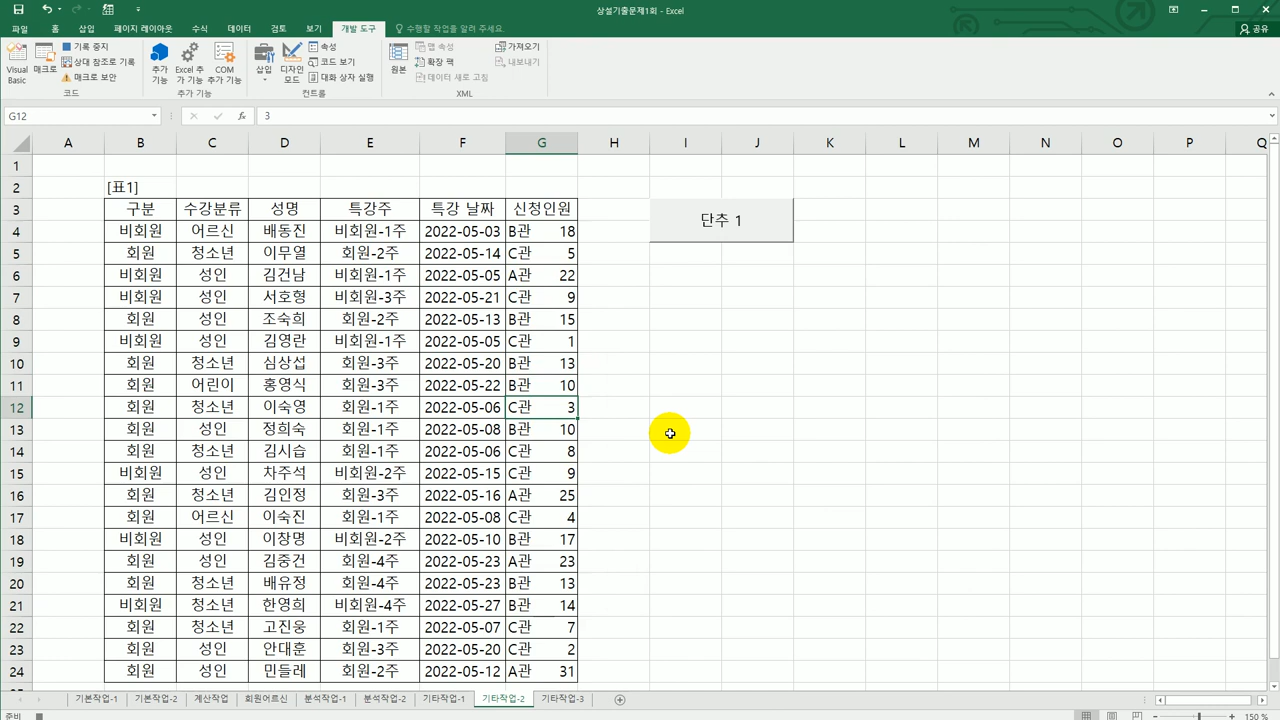 상설기출문제1회 - Excel
파일 홈 삽입 페이지 레이아웃 수식 데이터 검토 보기 개발 도구 수행할 작업을 알려 주세요. 공유
Visual Basic 매크로 기록 중지 상대 참조로 기록 매크로 보안 코드
추가 기능 Excel 추가 기능 COM 추가 기능 추가 기능
삽입 디자인 모드 속성 코드 보기 대화 상자 실행 컨트롤
원본 맵 속성 확장 팩 데이터 새로 고침 가져오기 내보내기 XML
G12 fx 3
A B C D E F G H I J K L M N O P Q
1
2 [표1]
3 구분 수강분류 성명 특강주 특강 날짜 신청인원 단추 1
4 비회원 어르신 배동진 비회원-1주 2022-05-03 B관 18
5 회원 청소년 이무열 회원-2주 2022-05-14 C관 5
6 비회원 성인 김건남 비회원-1주 2022-05-05 A관 22
7 비회원 성인 서호형 비회원-3주 2022-05-21 C관 9
8 회원 성인 조숙희 회원-2주 2022-05-13 B관 15
9 비회원 성인 김영란 비회원-1주 2022-05-05 C관 1
10 회원 청소년 심상섭 회원-3주 2022-05-20 B관 13
11 회원 어린이 홍영식 회원-3주 2022-05-22 B관 10
12 회원 청소년 이숙영 회원-1주 2022-05-06 C관 3
13 회원 성인 정희숙 회원-1주 2022-05-08 B관 10
14 회원 청소년 김시습 회원-1주 2022-05-06 C관 8
15 비회원 성인 차주석 비회원-2주 2022-05-15 C관 9
16 회원 청소년 김인정 회원-3주 2022-05-16 A관 25
17 회원 어르신 이숙진 회원-1주 2022-05-08 C관 4
18 비회원 성인 이창명 비회원-2주 2022-05-10 B관 17
19 회원 성인 김중건 회원-4주 2022-05-23 A관 23
20 회원 청소년 배유정 회원-4주 2022-05-23 B관 13
21 비회원 청소년 한영희 비회원-4주 2022-05-27 B관 14
22 회원 청소년 고진웅 회원-1주 2022-05-07 C관 7
23 회원 성인 안대훈 회원-3주 2022-05-20 C관 2
24 회원 성인 민들레 회원-2주 2022-05-12 A관 31
기본작업-1 기본작업-2 계산작업 회원어르신 분석작업-1 분석작업-2 기타작업-1 기타작업-2 기타작업-3
준비 150 %